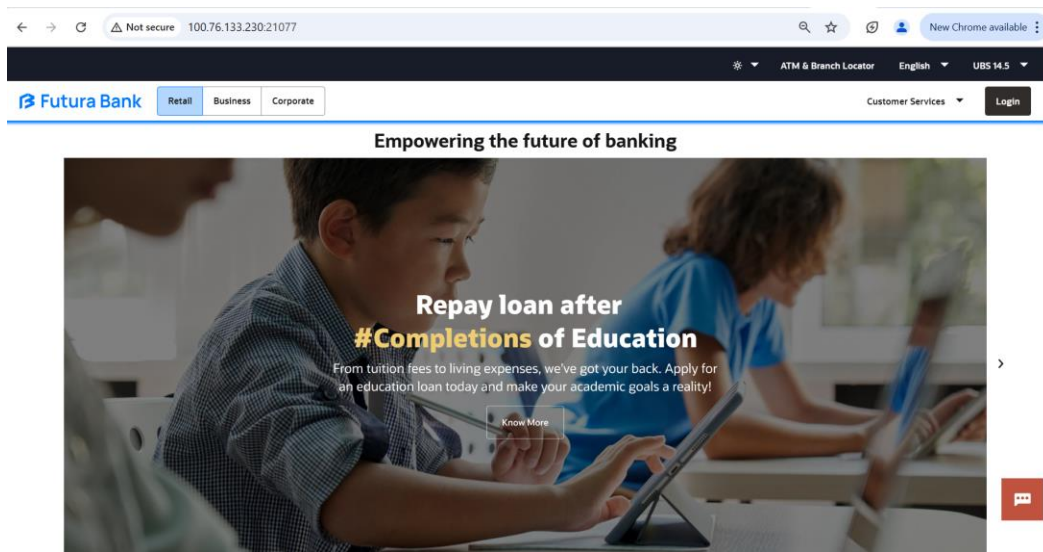 Not secure 100.76.133.230:21077 New Chrome available
ATM & Branch Locator English UBS 14.5
Futura Bank Retail Business Corporate Customer Services Login
Empowering the future of banking
Repay loan after
#Completions of Education
From tuition fees to living expenses, we've got your back. Apply for
an education loan today and make your academic goals a reality!
Know More